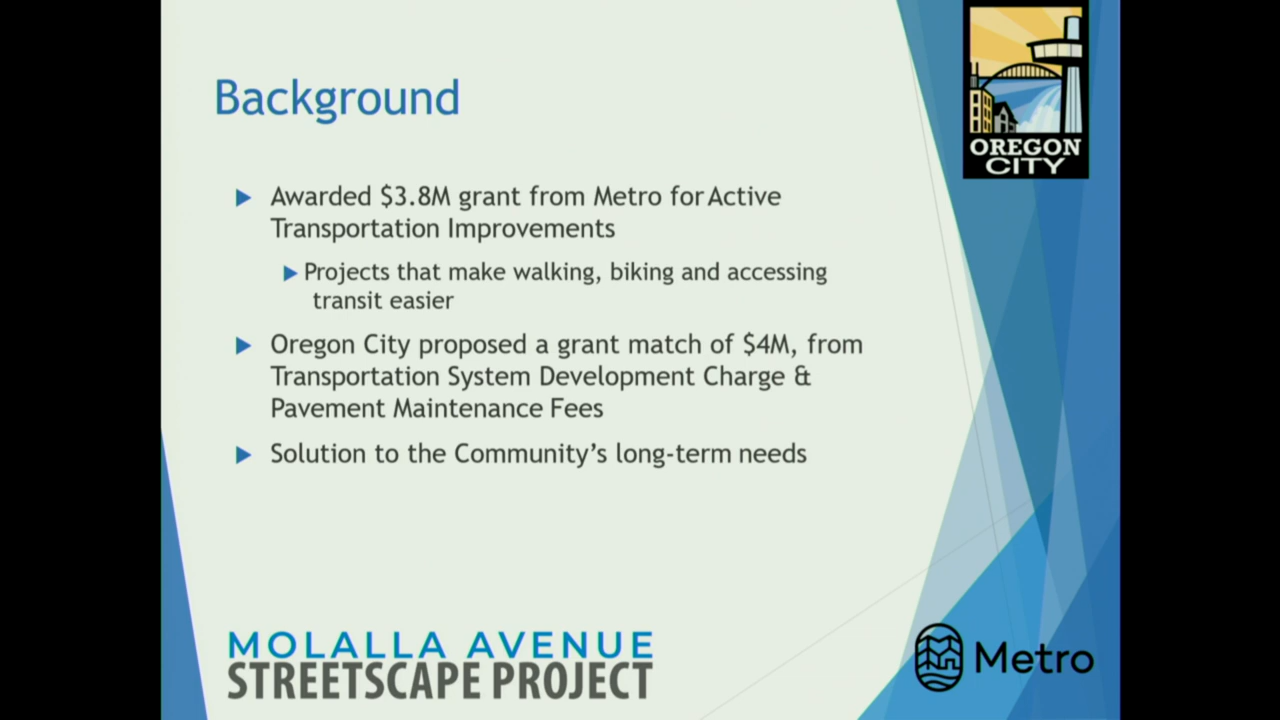 OREGON
CITY
Background
Awarded $3.8M grant from Metro for Active
Transportation Improvements
Projects that make walking, biking and accessing
transit easier
Oregon City proposed a grant match of $4M, from
Transportation System Development Charge &
Pavement Maintenance Fees
Solution to the Community's long-term needs
MOLALLA AVENUE
STREETSCAPE PROJECT
Metro